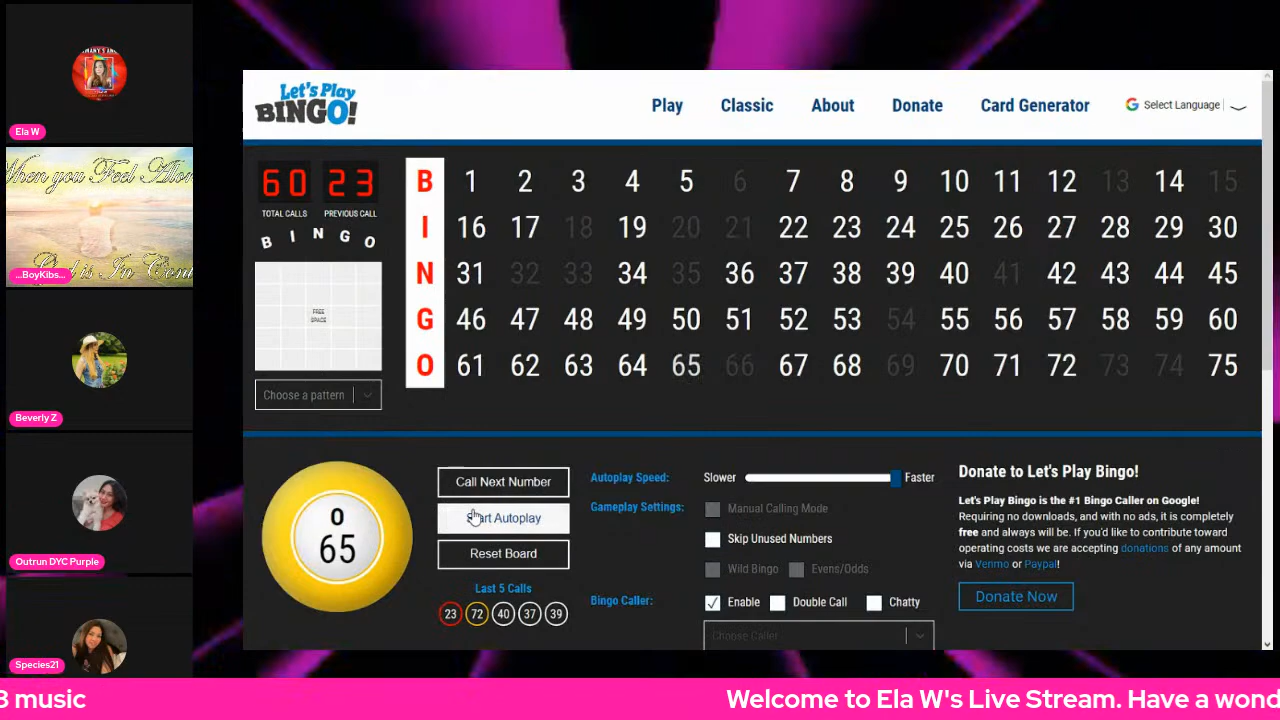 Ela W
When you Feel Alon
God is In Cont
...BoyKibs...
Beverly Z
Outrun DYC Purple
Species21
Let's Play
BINGO!
Play Classic About Donate Card Generator Select Language
60 23
TOTAL CALLS PREVIOUS CALL
B I N G O
FREE
SPACE
Choose a pattern
B 1 2 3 4 5 6 7 8 9 10 11 12 13 14 15
I 16 17 18 19 20 21 22 23 24 25 26 27 28 29 30
N 31 32 33 34 35 36 37 38 39 40 41 42 43 44 45
G 46 47 48 49 50 51 52 53 54 55 56 57 58 59 60
O 61 62 63 64 65 66 67 68 69 70 71 72 73 74 75
O
65
Call Next Number
Start Autoplay
Reset Board
Last 5 Calls
23 72 40 37 39
Autoplay Speed: Slower Faster
Gameplay Settings: Manual Calling Mode
Skip Unused Numbers
Wild Bingo Evens/Odds
Bingo Caller: Enable Double Call Chatty
Choose Caller
Donate to Let's Play Bingo!
Let's Play Bingo is the #1 Bingo Caller on Google!
Requiring no downloads, and with no ads, it is completely
free and always will be. If you'd like to contribute toward
operating costs we are accepting donations of any amount
via Venmo or Paypal!
Donate Now
3 music Welcome to Ela W's Live Stream. Have a wond